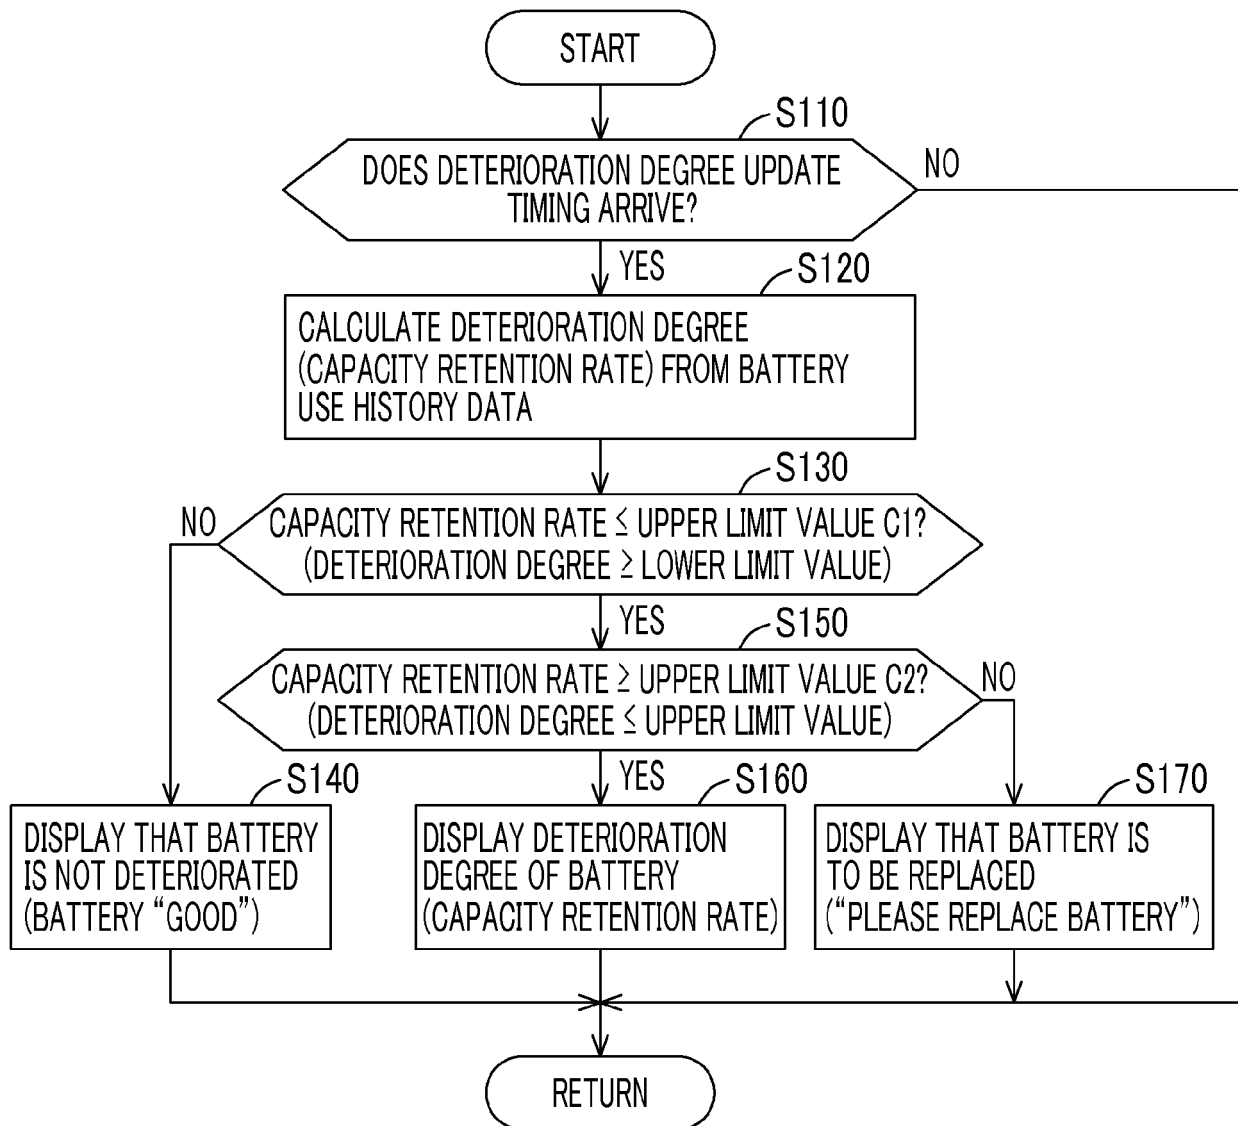 START
S110
DOES DETERIORATION DEGREE UPDATE
TIMING ARRIVE?
NO
YES
S120
CALCULATE DETERIORATION DEGREE
(CAPACITY RETENTION RATE) FROM BATTERY
USE HISTORY DATA
S130
NO
CAPACITY RETENTION RATE ≤ UPPER LIMIT VALUE C1?
(DETERIORATION DEGREE ≥ LOWER LIMIT VALUE)
YES
S150
CAPACITY RETENTION RATE ≥ UPPER LIMIT VALUE C2?
(DETERIORATION DEGREE ≤ UPPER LIMIT VALUE)
NO
YES
S140
DISPLAY THAT BATTERY
IS NOT DETERIORATED
(BATTERY “GOOD”)
S160
DISPLAY DETERIORATION
DEGREE OF BATTERY
(CAPACITY RETENTION RATE)
S170
DISPLAY THAT BATTERY IS
TO BE REPLACED
(“PLEASE REPLACE BATTERY”)
RETURN